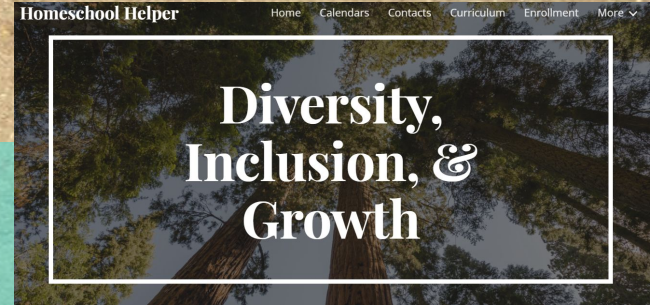 Homeschool Helper
Home Calendars Contacts Curriculum Enrollment More
Diversity,
Inclusion, &
Growth